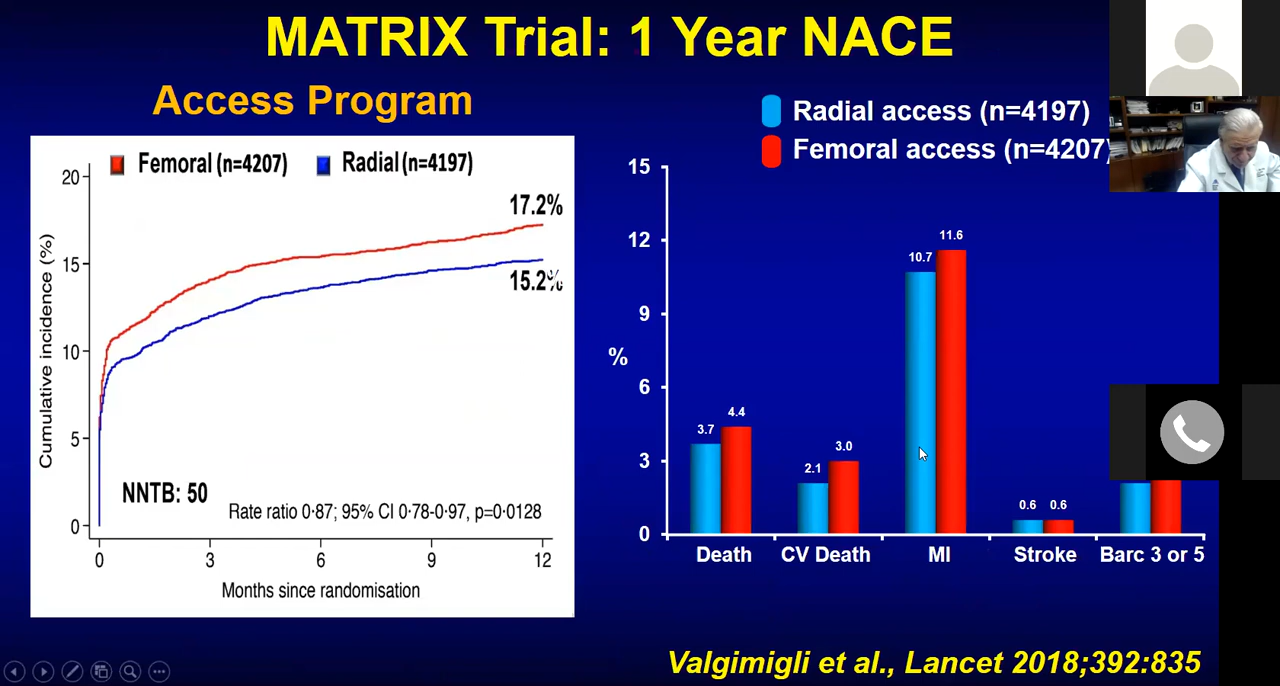 MATRIX Trial: 1 Year NACE
Access Program
Femoral (n=4207) Radial (n=4197)
20
15
10
5
0
Cumulative incidence (%)
17.2%
15.2%
NNTB: 50
Rate ratio 0·87; 95% CI 0·78-0·97, p=0·0128
0 3 6 9 12
Months since randomisation
Radial access (n=4197)
Femoral access (n=4207)
15
12
9
6
3
0
%
3.7 4.4 2.1 3.0 10.7 11.6 0.6 0.6
Death CV Death MI Stroke Barc 3 or 5
Valgimigli et al., Lancet 2018;392:835